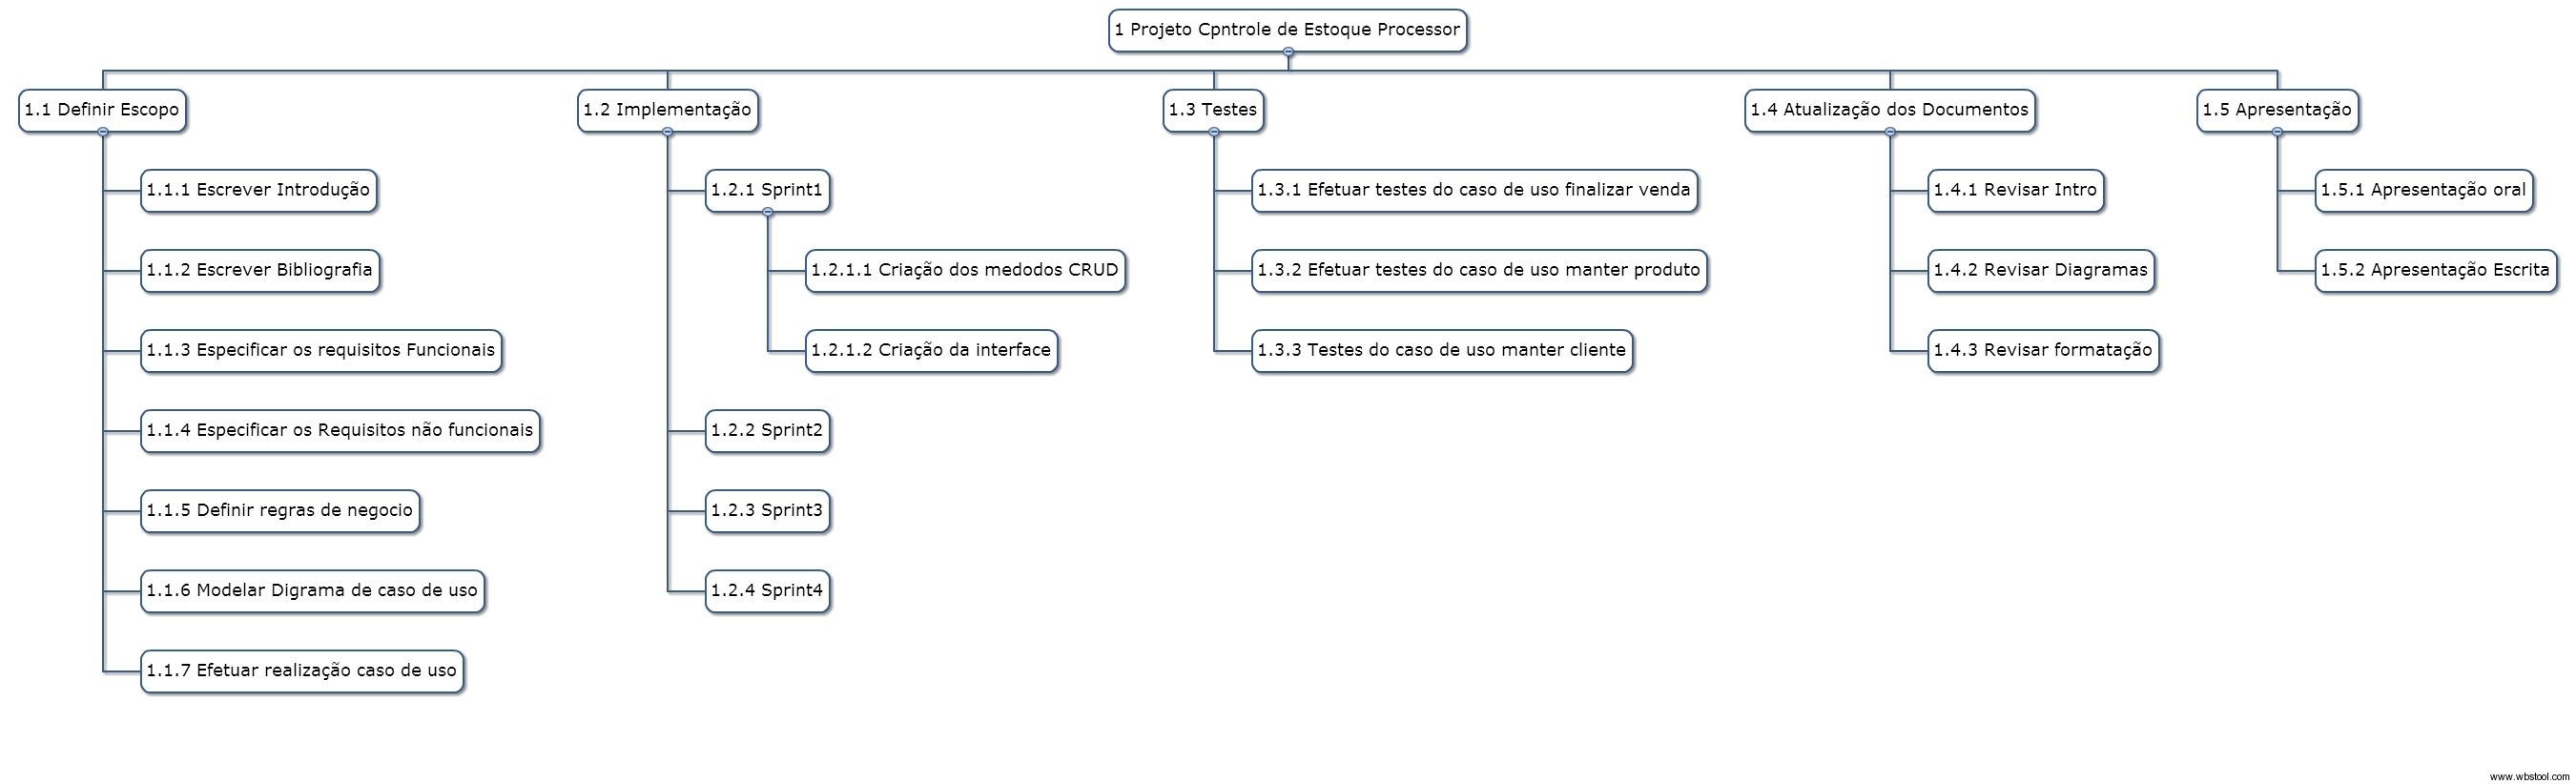 1 Projeto Cpntrole de Estoque Processor
1.1 Definir Escopo
1.1.1 Escrever Introdução
1.1.2 Escrever Bibliografia
1.1.3 Especificar os requisitos Funcionais
1.1.4 Especificar os Requisitos não funcionais
1.1.5 Definir regras de negocio
1.1.6 Modelar Digrama de caso de uso
1.1.7 Efetuar realização caso de uso
1.2 Implementação
1.2.1 Sprint1
1.2.1.1 Criação dos medodos CRUD
1.2.1.2 Criação da interface
1.2.2 Sprint2
1.2.3 Sprint3
1.2.4 Sprint4
1.3 Testes
1.3.1 Efetuar testes do caso de uso finalizar venda
1.3.2 Efetuar testes do caso de uso manter produto
1.3.3 Testes do caso de uso manter cliente
1.4 Atualização dos Documentos
1.4.1 Revisar Intro
1.4.2 Revisar Diagramas
1.4.3 Revisar formatação
1.5 Apresentação
1.5.1 Apresentação oral
1.5.2 Apresentação Escrita
www.wbstool.com